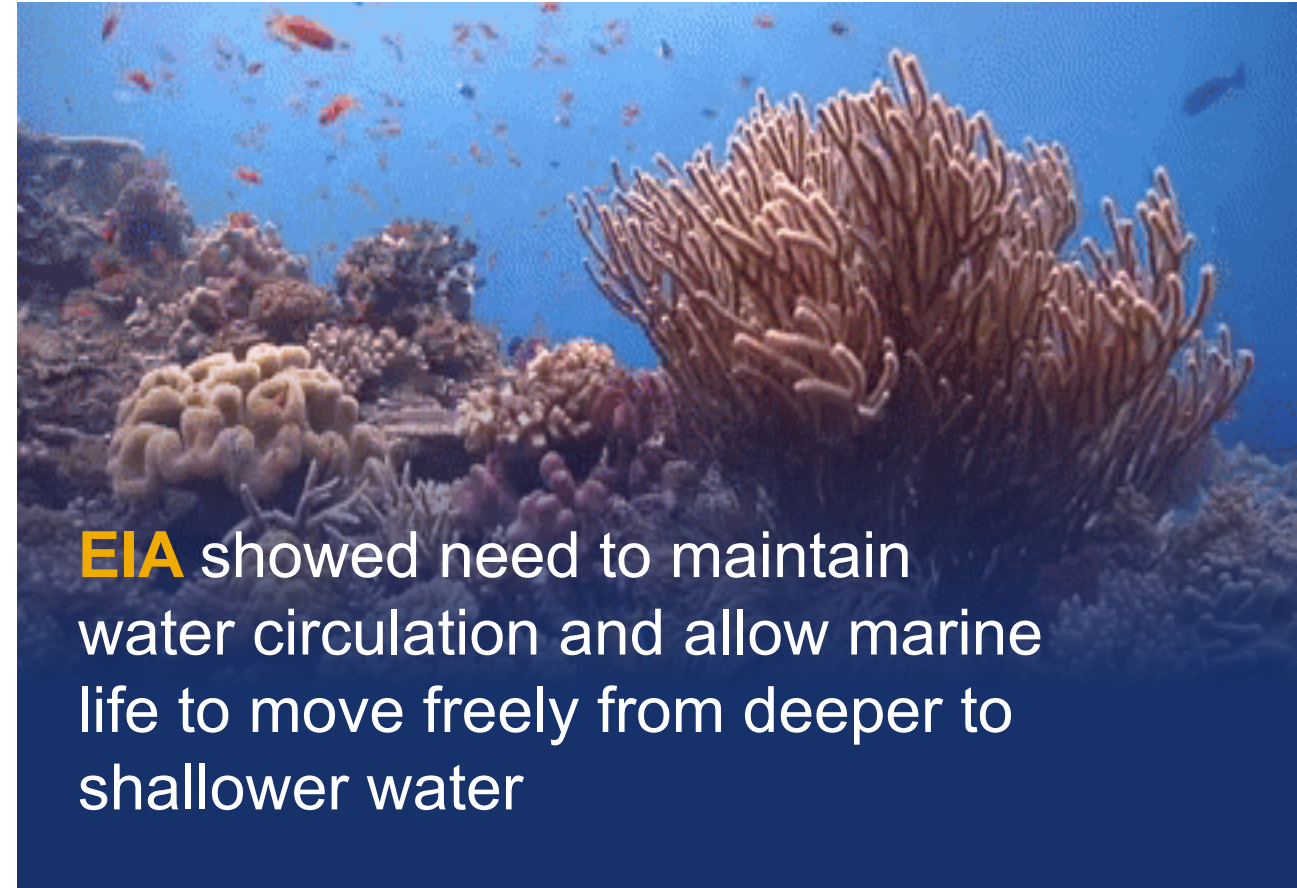 EIA showed need to maintain
water circulation and allow marine
life to move freely from deeper to
shallower water